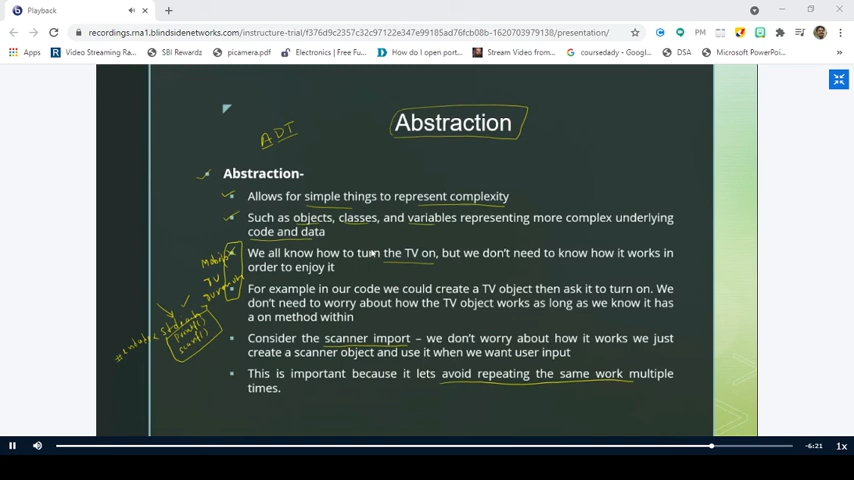 Playback
recordings.rna1.blindsidenetworks.com/instructure-trial/f376d9c2357c32c97122e347e99185ad76fcb08b-1620703979138/presentation/
Apps
Video Streaming Ra...
SBI Rewardz
picamera.pdf
Electronics | Free Fu...
How do I open port...
Stream Video from...
coursedady - Googl...
DSA
Microsoft PowerPoi...
ADT
Abstraction
Abstraction-
Allows for simple things to represent complexity
Such as objects, classes, and variables representing more complex underlying
code and data
We all know how to turn the TV on, but we don't need to know how it works in
order to enjoy it
TV
For example in our code we could create a TV object then ask it to turn on. We
don't need to worry about how the TV object works as long as we know it has
a on method within
printf()
scanf()
Consider the scanner import – we don't worry about how it works we just
create a scanner object and use it when we want user input
This is important because it lets avoid repeating the same work multiple
times.
-6:21
1x